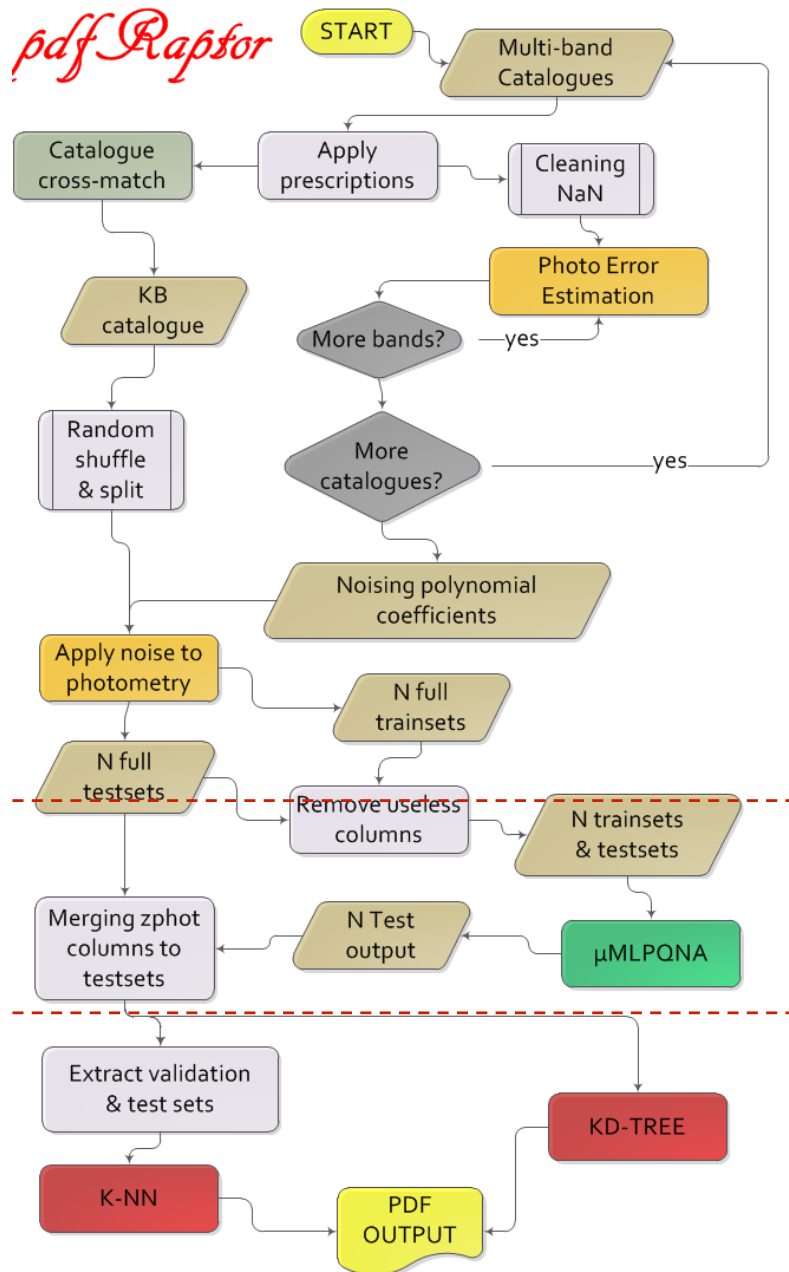 pdf Raptor
START
Multi-band
Catalogues
Catalogue
cross-match
Apply
prescriptions
Cleaning
NaN
Photo Error
Estimation
KB
catalogue
More bands?
yes
Random
shuffle
& split
More
catalogues?
yes
Noising polynomial
coefficients
Apply noise to
photometry
N full
trainsets
N full
testsets
Remove useless
columns
N trainsets
& testsets
Merging zphot
columns to
testsets
N Test
output
μMLPQNA
Extract validation
& test sets
KD-TREE
K-NN
PDF
OUTPUT